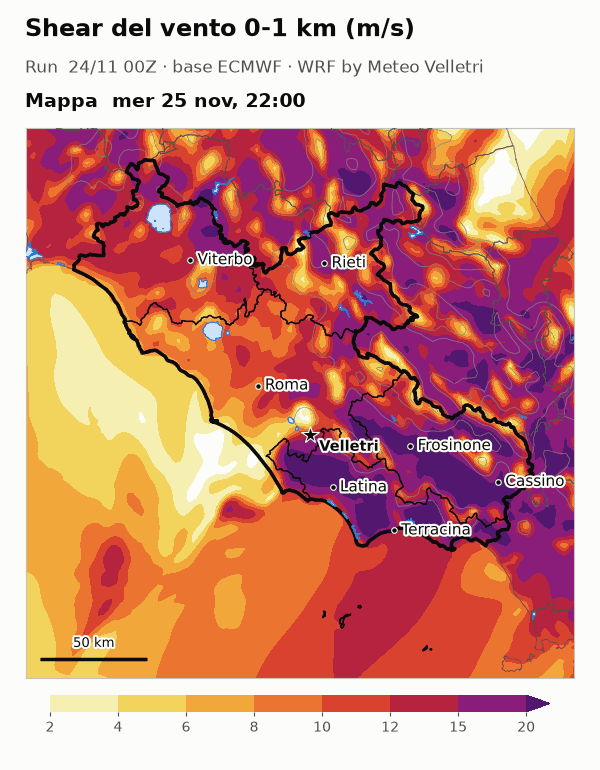 Shear del vento 0-1 km (m/s)
Run  24/11 00Z · base ECMWF · WRF by Meteo Velletri
Mappa  mer 25 nov, 22:00
Viterbo
Rieti
Roma
Velletri
Frosinone
Latina
Cassino
Terracina
50 km
2 4 6 8 10 12 15 20